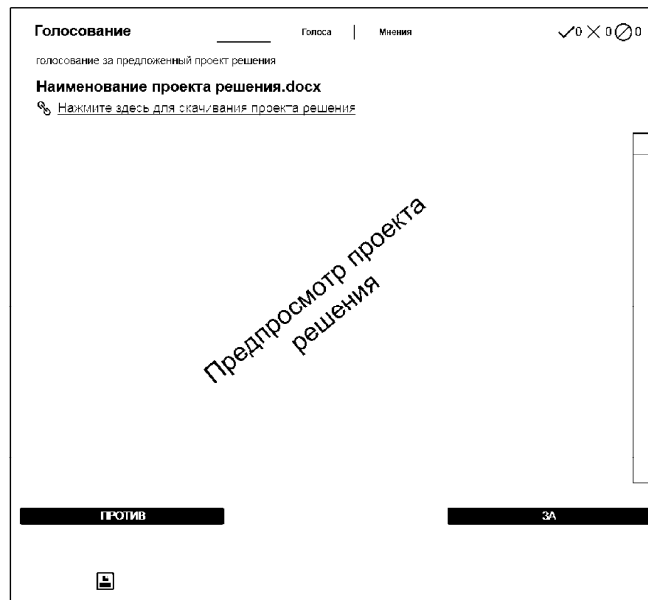 Голосование
Голоса | Мнения
0 0 0
голосование за предложенный проект решения
Наименование проекта решения.docx
Нажмите здесь для скачивания проекта решения
Предпросмотр проекта
решения
ПРОТИВ
ЗА